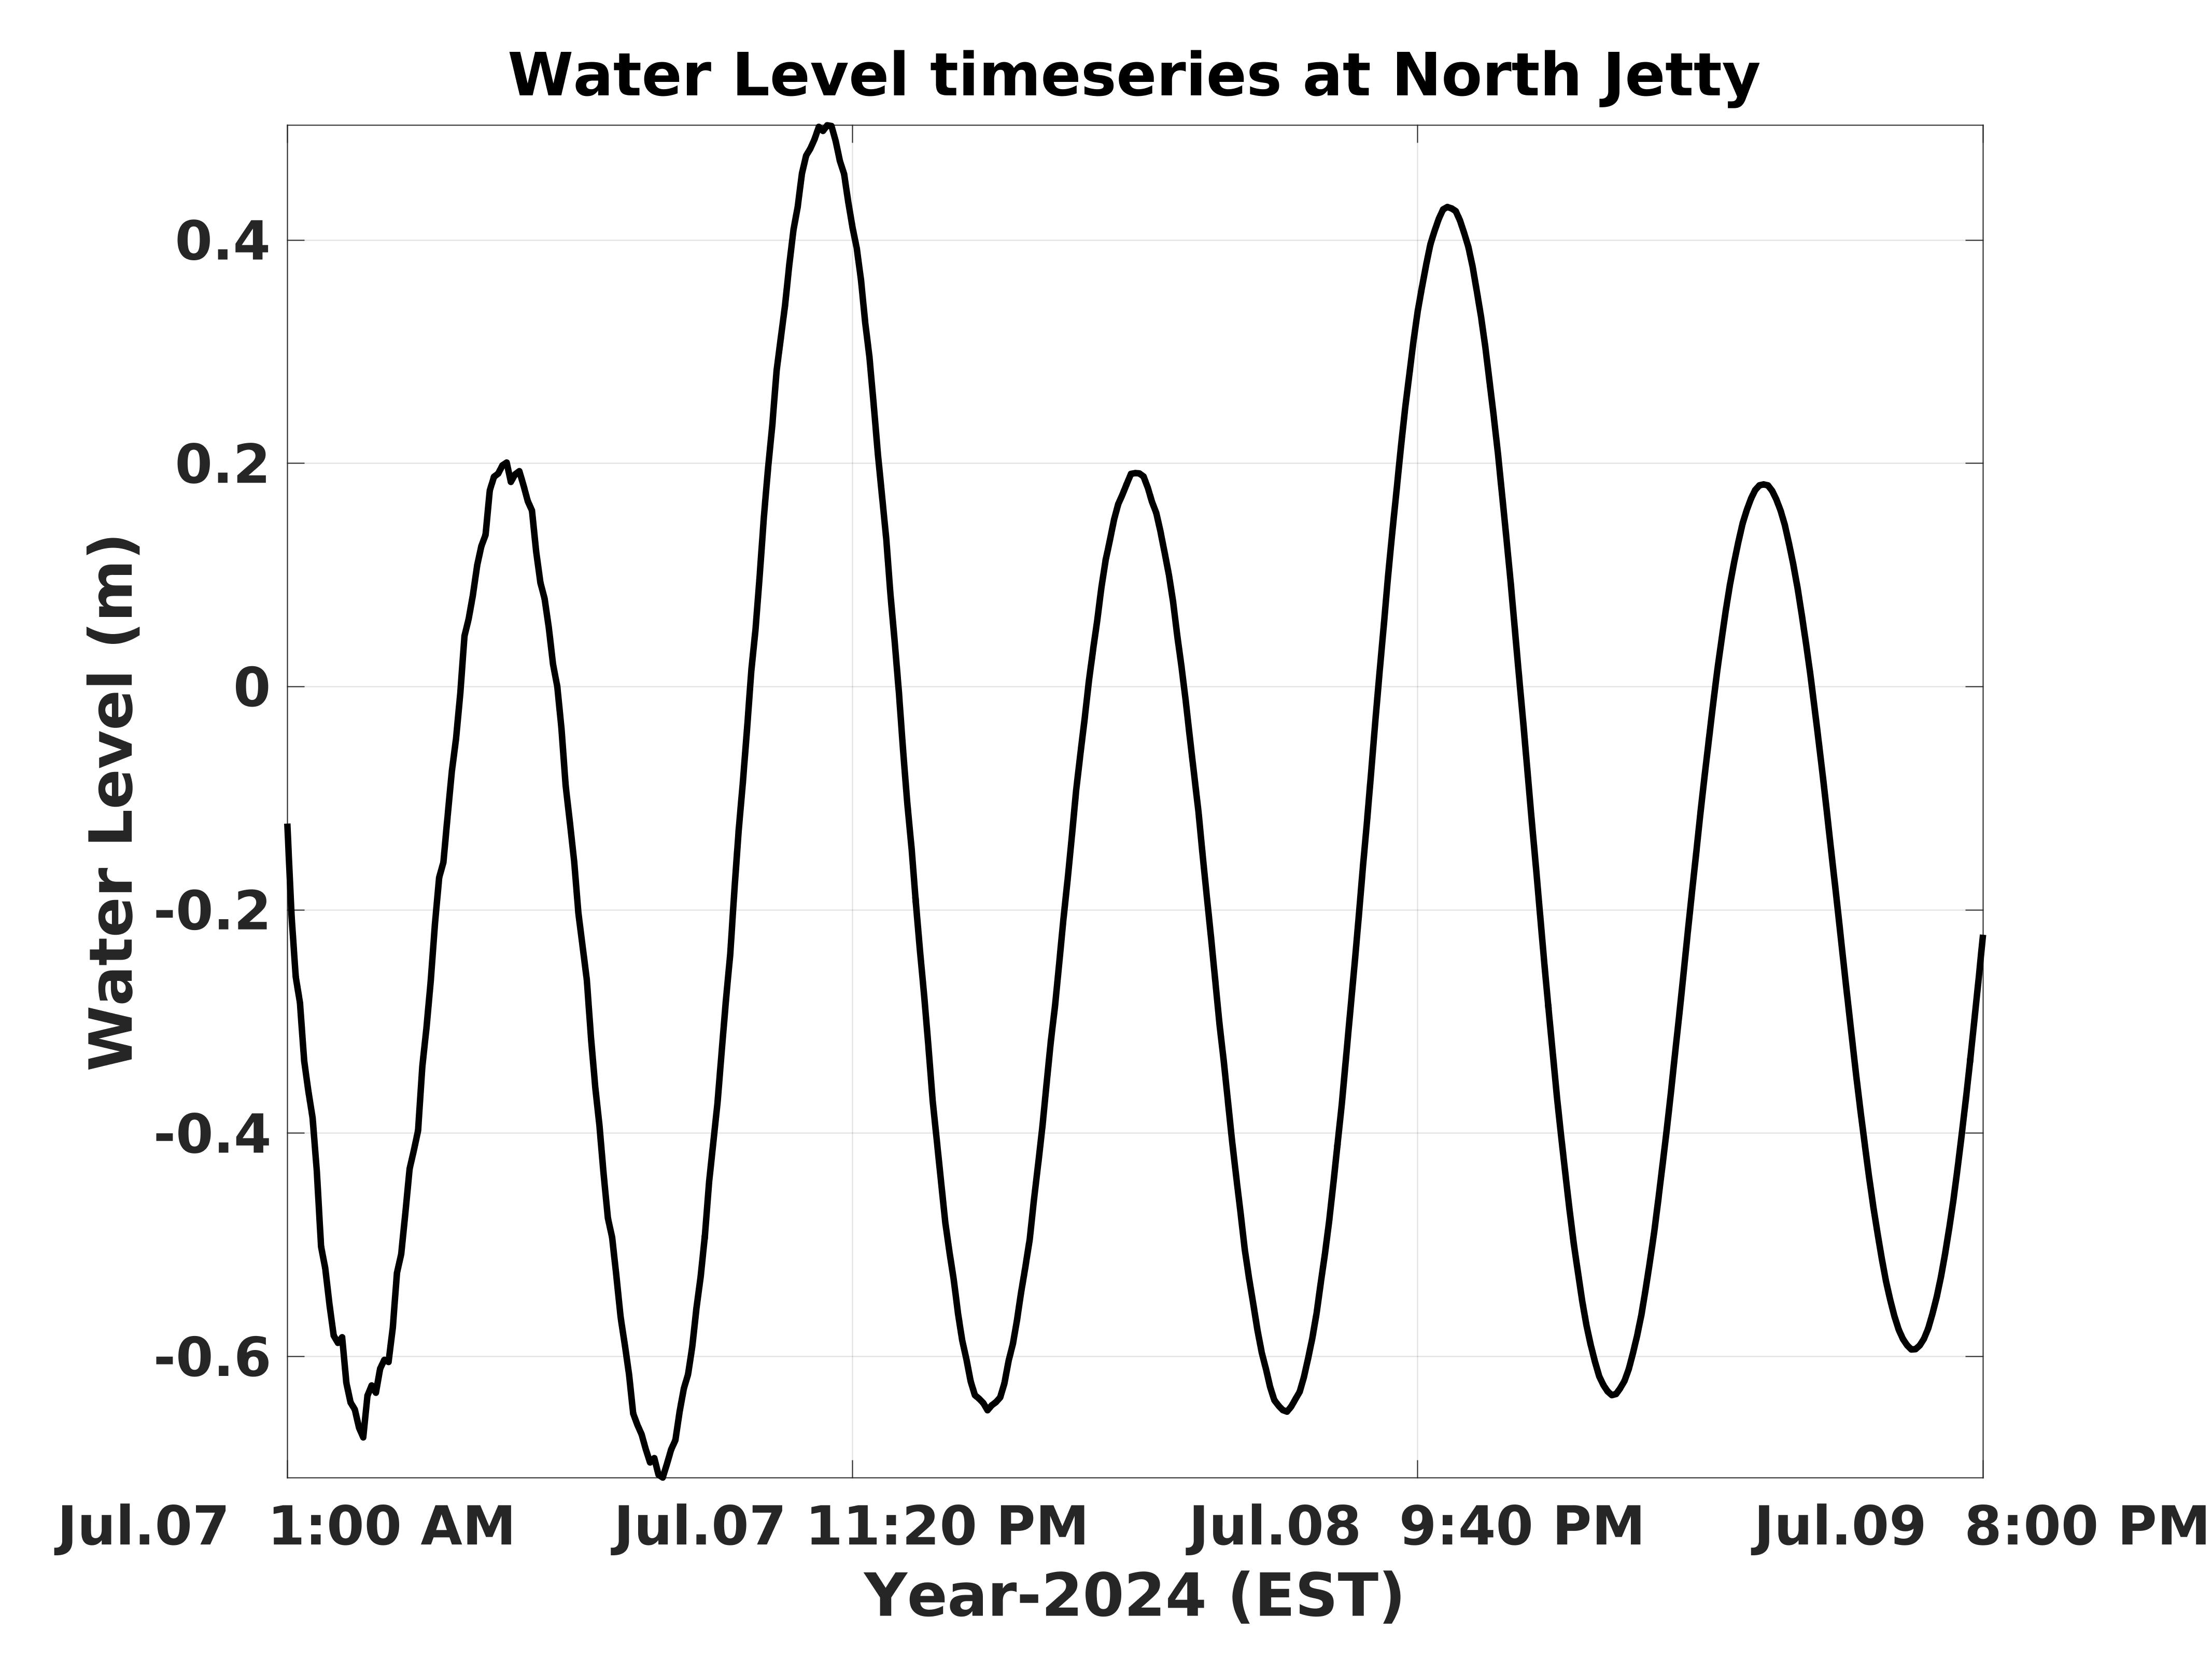 Water Level timeseries at North Jetty
Water Level (m)
0.4
0.2
0
-0.2
-0.4
-0.6
Jul.07 1:00 AM
Jul.07 11:20 PM
Jul.08 9:40 PM
Jul.09 8:00 PM
Year-2024 (EST)